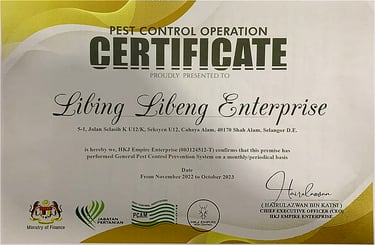 PEST CONTROL OPERATION
CERTIFICATE
PROUDLY PRESENTED TO
Libing Libeng Enterprise
5-1, Jalan Selasih K U12/K, Seksyen U12, Cahaya Alam, 40170 Shah Alam, Selangor D.E.
is hereby we, HKJ Empire Enterprise (003124512-T) confirms that this premise has
performed General Pest Control Prevention System on a monthly/periodical basis
Date
From November 2022 to October 2023
Hairulazwan
( HAIRULAZWAN BIN KATNI )
CHIEF EXECUTIVE OFFICER (CEO)
HKJ EMPIRE ENTERPRISE
Ministry of Finance
JABATAN
PERTANIAN
PCAM